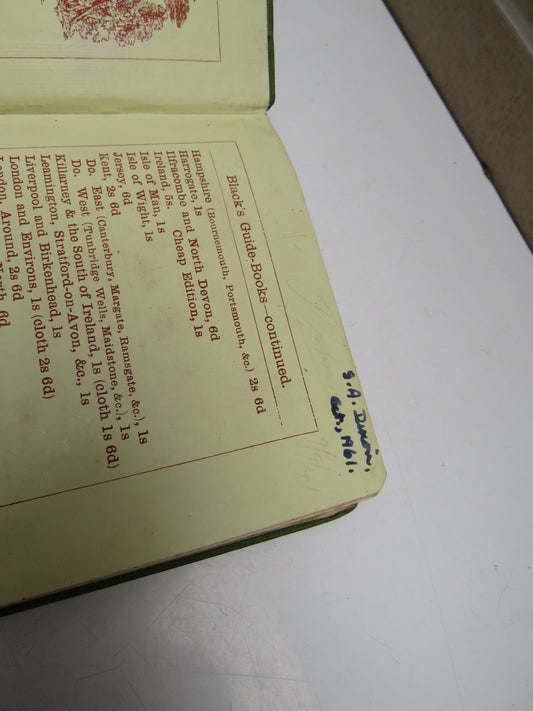 S. A.
1961.
Black's Guide-Books—continued.
Hampshire (Bournemouth, Portsmouth, &c.) 2s 6d
Harrogate, 1s
Ilfracombe and North Devon, 6d
Ireland, 5s. Cheap Edition, 1s
Isle of Man, 1s
Isle of Wight, 1s
Jersey, 6d
Kent, 2s 6d
Do. East (Canterbury, Margate, Ramsgate, &c.), 1s
Do. West (Tunbridge Wells, Maidstone, &c.), 1s
Killarney & the South of Ireland, 1s (cloth 1s 6d)
Leamington, Stratford-on-Avon, &c., 1s
Liverpool and Birkenhead, 1s
London and Environs, 1s (cloth 2s 6d)
London, Around, 2s 6d
North 6d